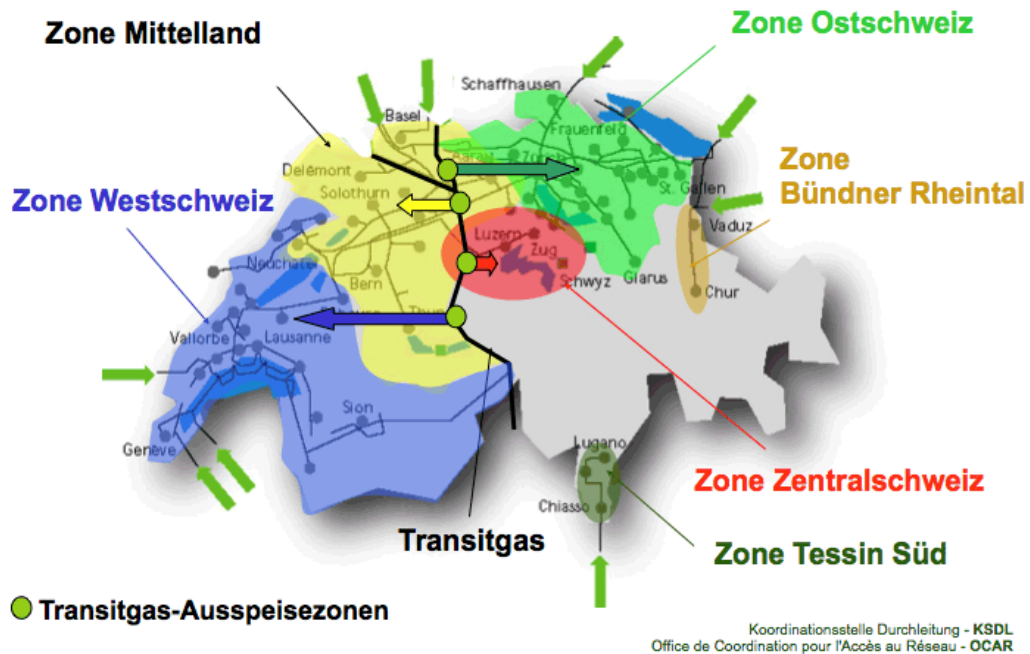 Zone Mittelland
Zone Ostschweiz
Schaffhausen
Basel
Frauenfeld
Zone
Bündner Rheintal
Delémont
Solothurn
St. Gallen
Zone Westschweiz
Vaduz
Luzern
Zug
Neuchâtel
Bern
Schwyz
Glarus
Chur
Vallorbe
Lausanne
Sion
Genève
Lugano
Zone Zentralschweiz
Chiasso
Transitgas
Zone Tessin Süd
Transitgas-Ausspeisezonen
Koordinationsstelle Durchleitung - KSDL
Office de Coordination pour l'Accès au Réseau - OCAR